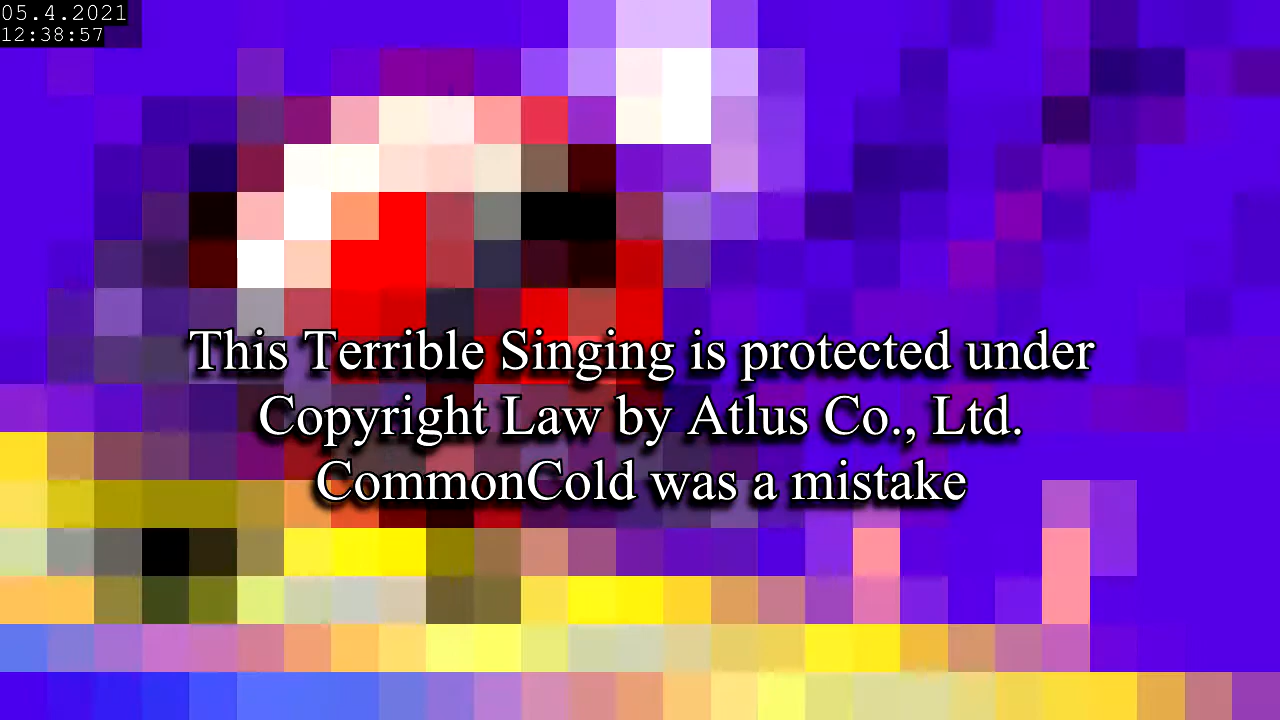 05.4.2021
12:38:57
This Terrible Singing is protected under
Copyright Law by Atlus Co., Ltd.
CommonCold was a mistake